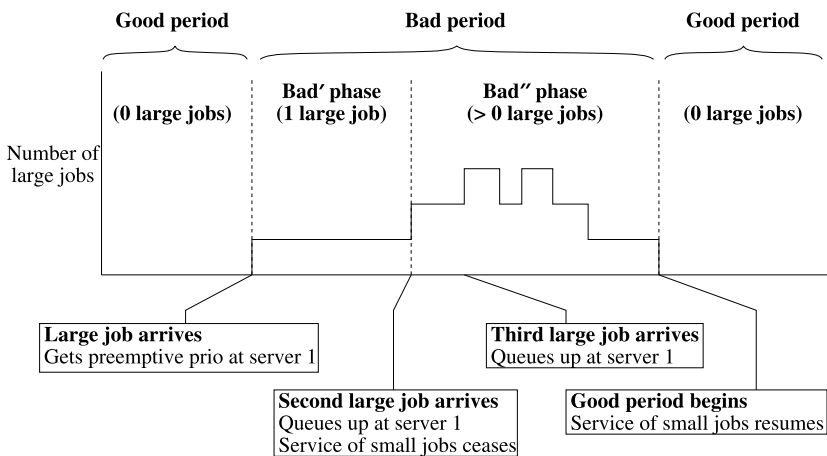 Good period
Bad period
Good period
(0 large jobs)
Bad′ phase
(1 large job)
Bad″ phase
(> 0 large jobs)
(0 large jobs)
Number of
large jobs
Large job arrives
Gets preemptive prio at server 1
Third large job arrives
Queues up at server 1
Second large job arrives
Queues up at server 1
Service of small jobs ceases
Good period begins
Service of small jobs resumes